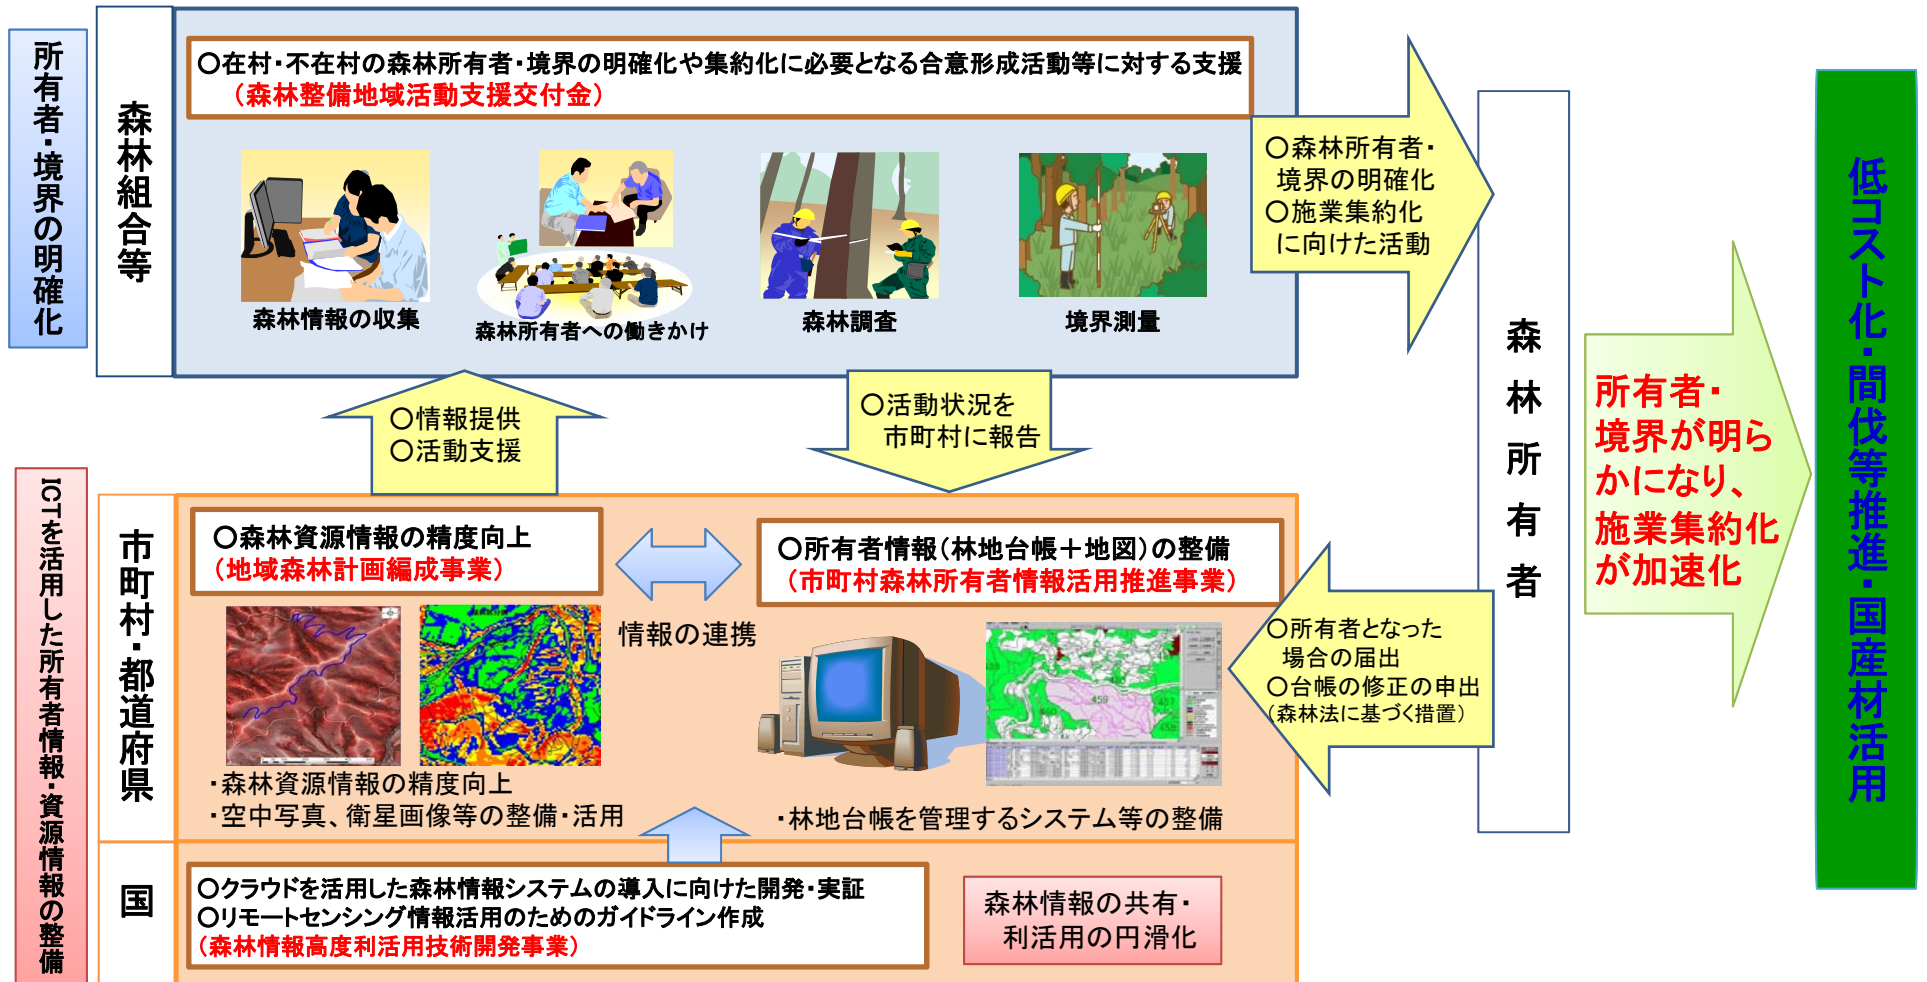 所有者・境界の明確化
森林組合等
○在村・不在村の森林所有者・境界の明確化や集約化に必要となる合意形成活動等に対する支援
（森林整備地域活動支援交付金）
森林情報の収集
森林所有者への働きかけ
森林調査
境界測量
○森林所有者・
境界の明確化
○施業集約化
に向けた活動
○情報提供
○活動支援
○活動状況を
市町村に報告
ICTを活用した所有者情報・資源情報の整備
市町村・都道府県
○森林資源情報の精度向上
（地域森林計画編成事業）
情報の連携
○所有者情報（林地台帳＋地図）の整備
（市町村森林所有者情報活用推進事業）
・森林資源情報の精度向上
・空中写真、衛星画像等の整備・活用
459
460
457
458
・林地台帳を管理するシステム等の整備
○所有者となった
場合の届出
○台帳の修正の申出
（森林法に基づく措置）
国
○クラウドを活用した森林情報システムの導入に向けた開発・実証
○リモートセンシング情報活用のためのガイドライン作成
（森林情報高度利活用技術開発事業）
森林情報の共有・
利活用の円滑化
森林所有者
所有者・
境界が明ら
かになり、
施業集約化
が加速化
低コスト化・間伐等推進・国産材活用